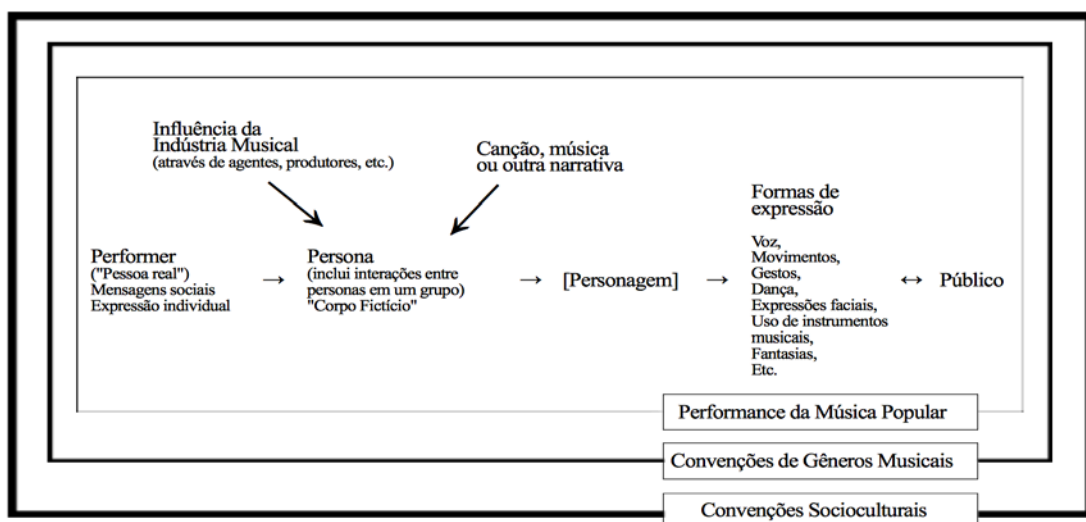 Influência da
Indústria Musical
(através de agentes, produtores, etc.)
Canção, música
ou outra narrativa
Performer
("Pessoa real")
Mensagens sociais
Expressão individual
→
Persona
(inclui interações entre
personas em um grupo)
"Corpo Fictício"
→
[Personagem]
→
Formas de
expressão
Voz,
Movimentos,
Gestos,
Dança,
Expressões faciais,
Uso de instrumentos
musicais,
Fantasias,
Etc.
↔
Público
Performance da Música Popular
Convenções de Gêneros Musicais
Convenções Socioculturais